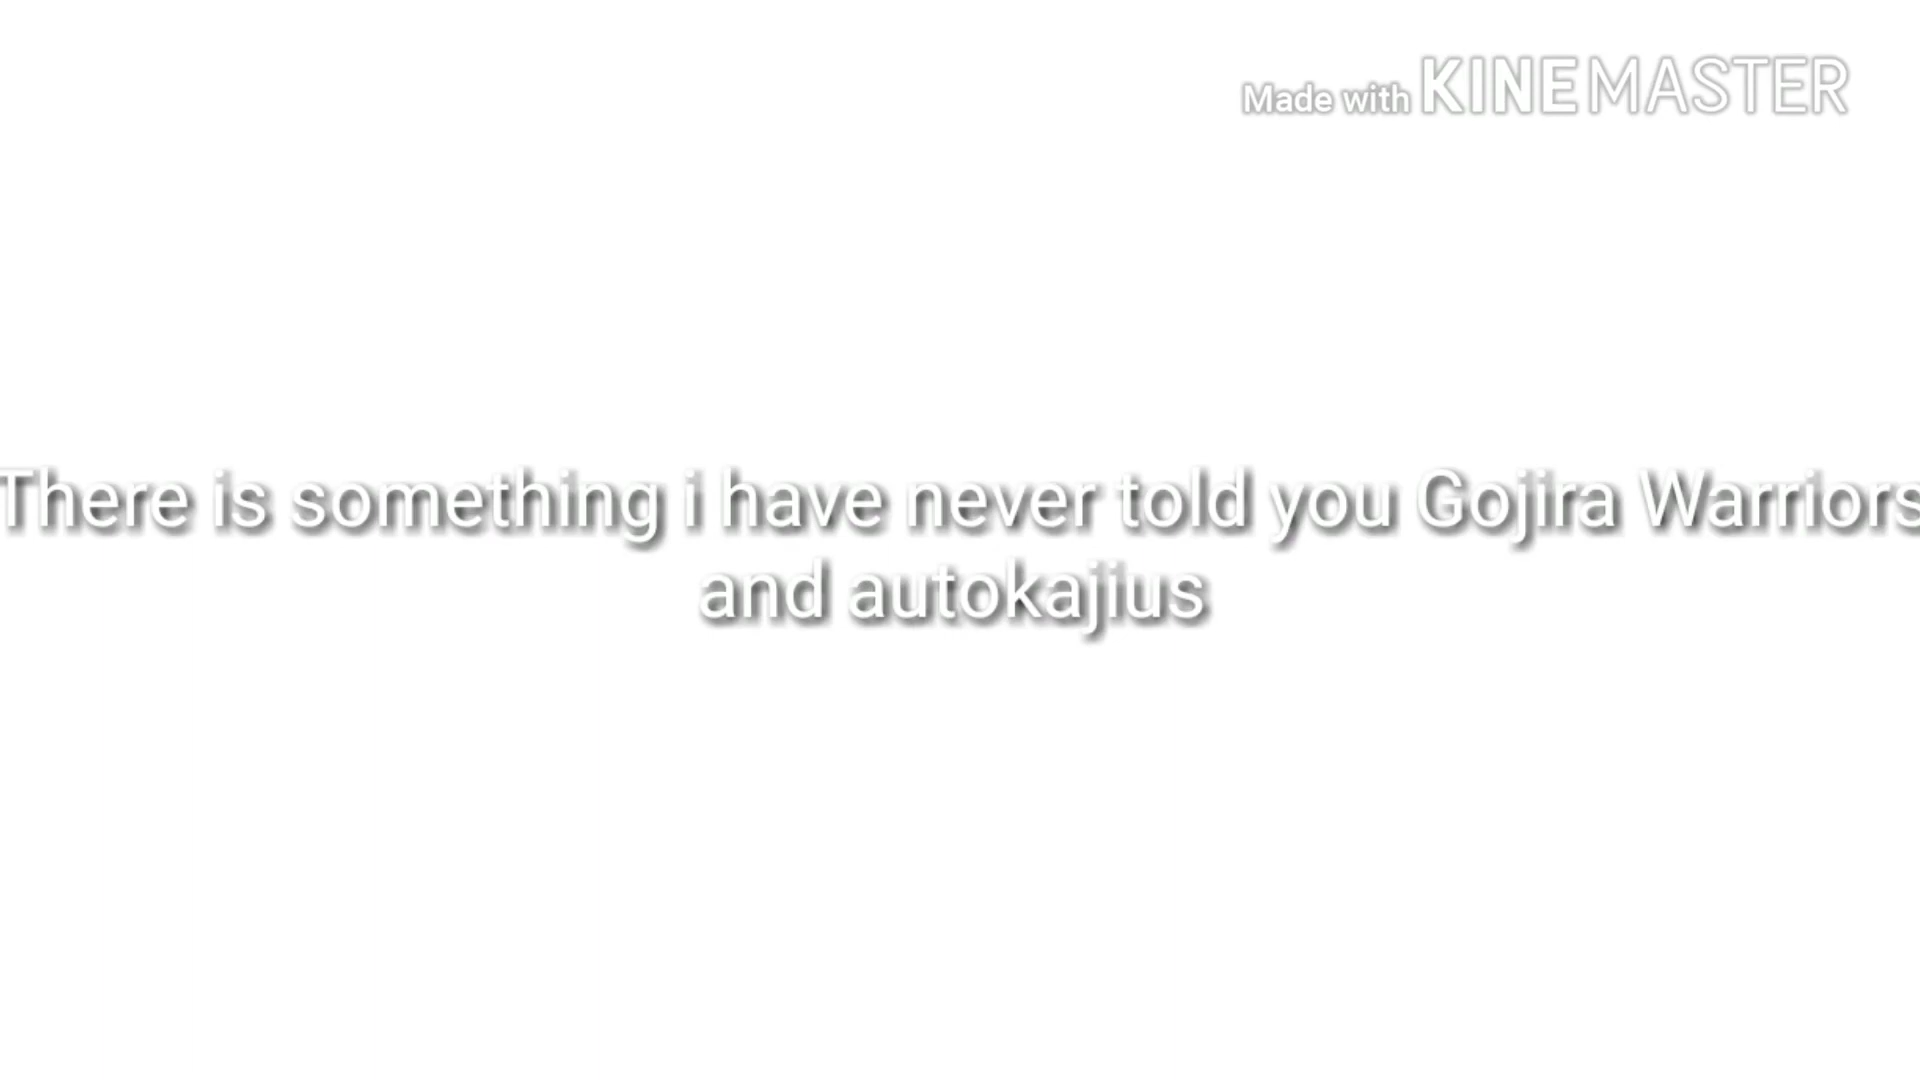 Made with KINEMASTER
There is something i have never told you Gojira Warriors
and autokajius